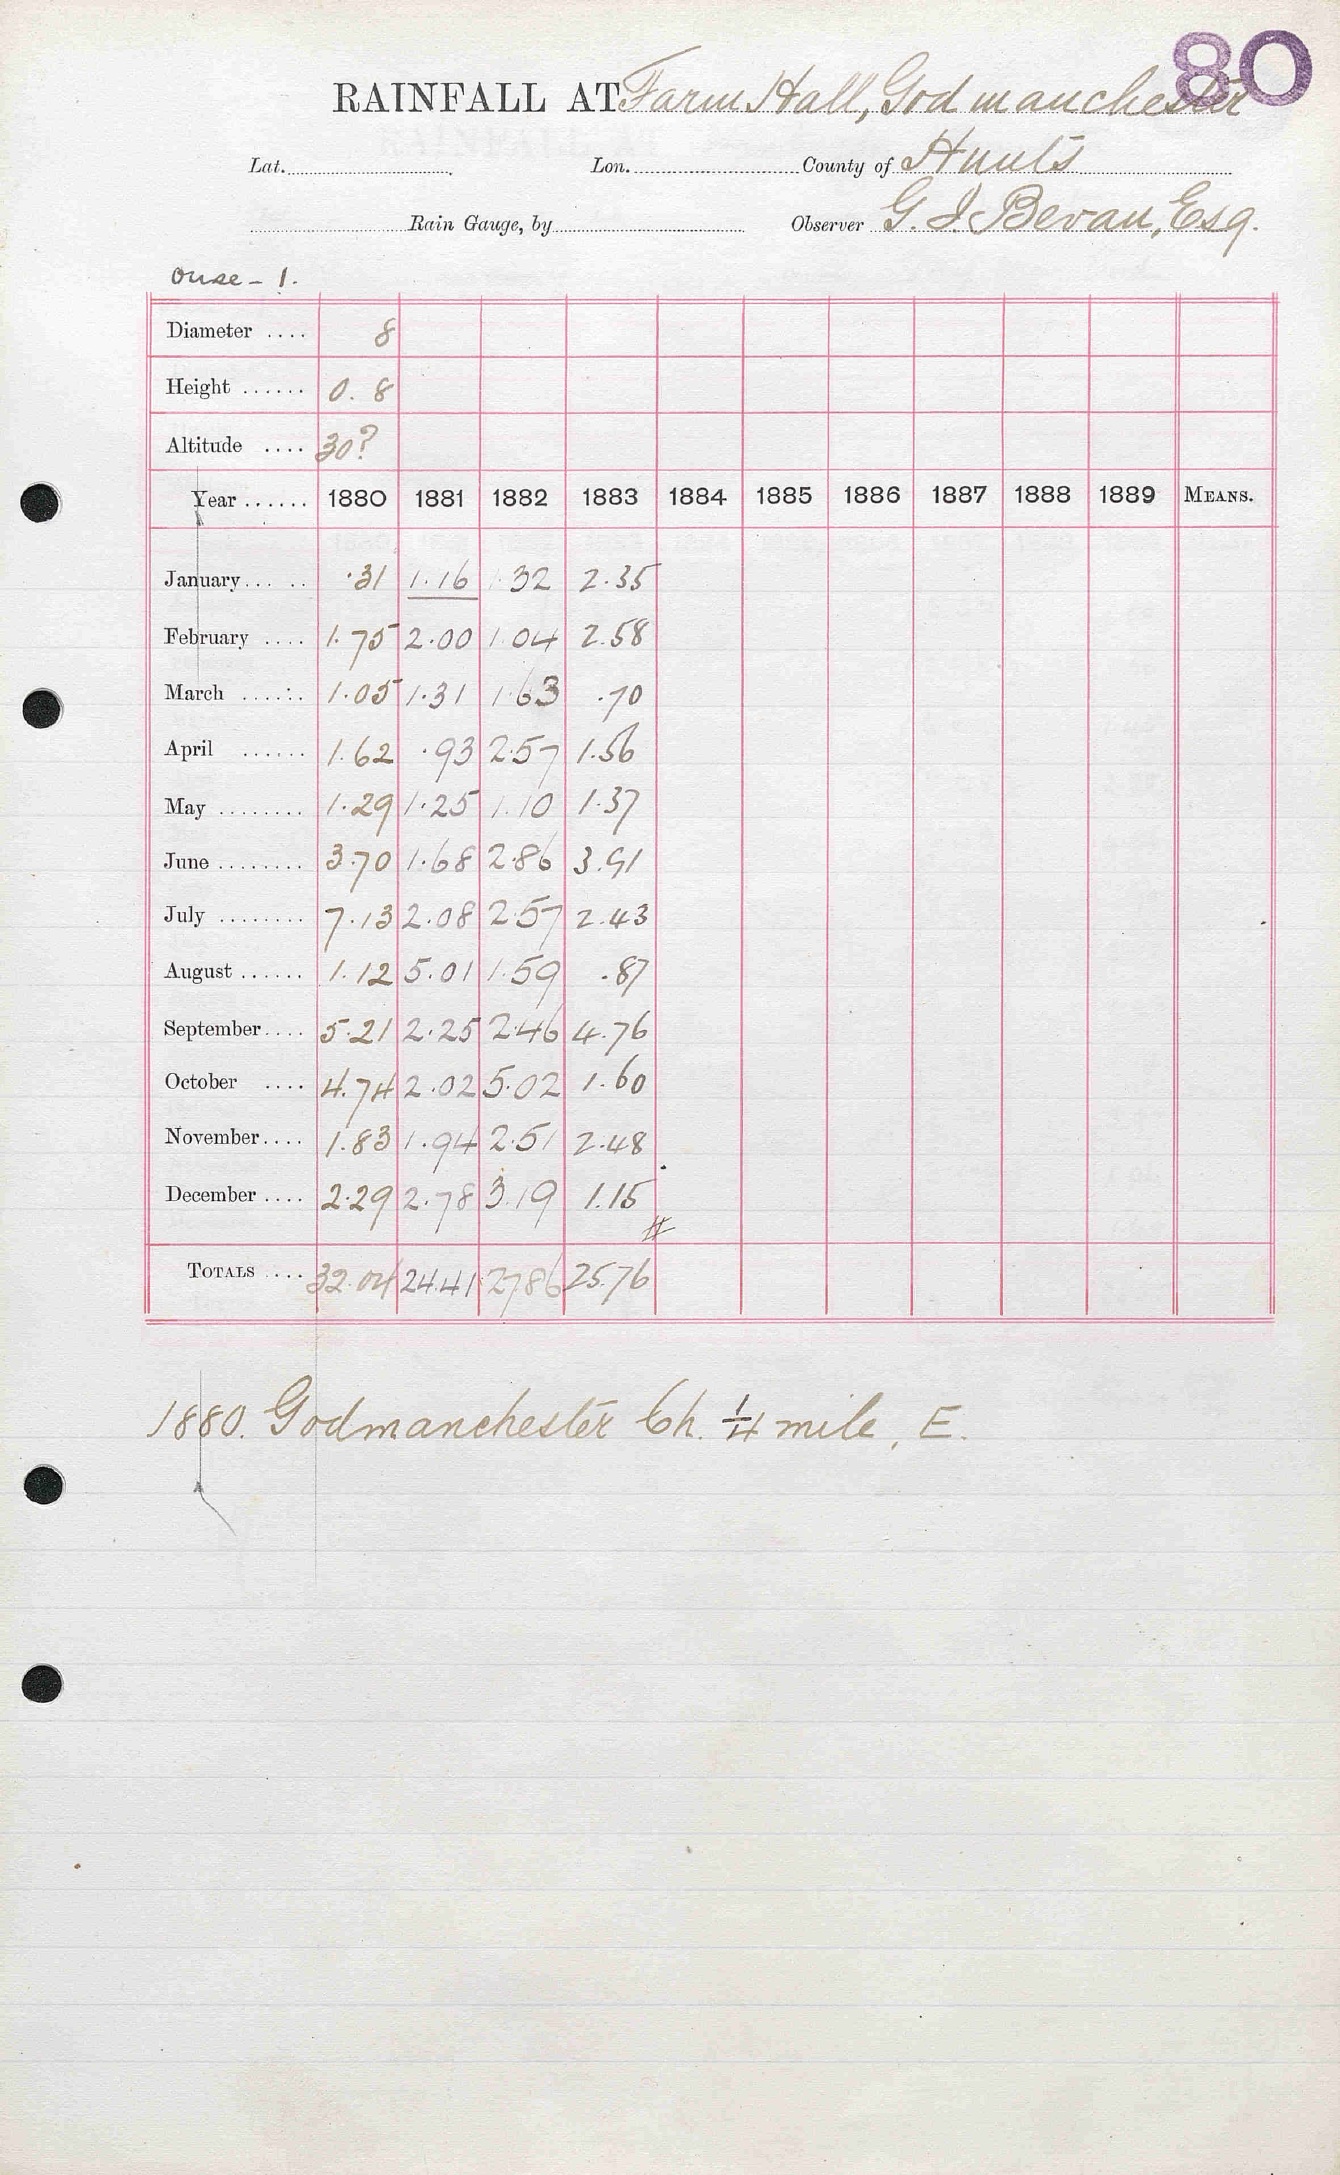 80
RAINFALL AT Farm Hall, Godmanchester
Lat. Lon. County of Hunts
Rain Gauge, by Observer G. J. Bevan, Esq.
Ouse - 1.
Diameter .... 8
Height ...... 0. 8
Altitude .... 30?
Year ...... 1880 1881 1882 1883 1884 1885 1886 1887 1888 1889 MEANS.
January ... .. .31 1.16 1.32 2.35
February .... 1.75 2.00 1.04 2.58
March ..... 1.05 1.31 1.63 .70
April ...... 1.62 .93 2.57 1.56
May ........ 1.29 1.25 1.10 1.37
June ........ 3.70 1.68 2.86 3.91
July ........ 7.13 2.08 2.57 2.43
August ...... 1.12 5.01 1.59 .87
September .... 5.21 2.25 2.46 4.76
October .... 4.74 2.02 5.02 1.60
November .... 1.83 1.94 2.51 2.48
December .... 2.29 2.78 3.19 1.15
TOTALS .... 32.04 24.41 27.86 25.76
1880. Godmanchester Ch. 1/4 mile, E.